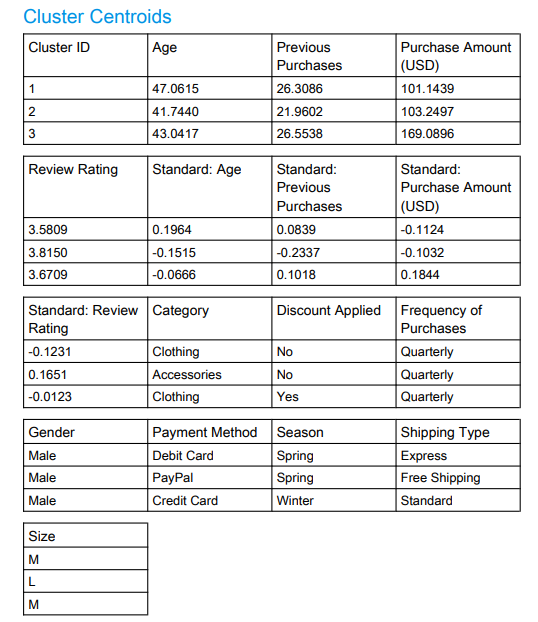 Cluster Centroids
Cluster ID Age Previous Purchases Purchase Amount (USD)
1 47.0615 26.3086 101.1439
2 41.7440 21.9602 103.2497
3 43.0417 26.5538 169.0896
Review Rating Standard: Age Standard: Previous Purchases Standard: Purchase Amount (USD)
3.5809 0.1964 0.0839 -0.1124
3.8150 -0.1515 -0.2337 -0.1032
3.6709 -0.0666 0.1018 0.1844
Standard: Review Rating Category Discount Applied Frequency of Purchases
-0.1231 Clothing No Quarterly
0.1651 Accessories No Quarterly
-0.0123 Clothing Yes Quarterly
Gender Payment Method Season Shipping Type
Male Debit Card Spring Express
Male PayPal Spring Free Shipping
Male Credit Card Winter Standard
Size
M
L
M